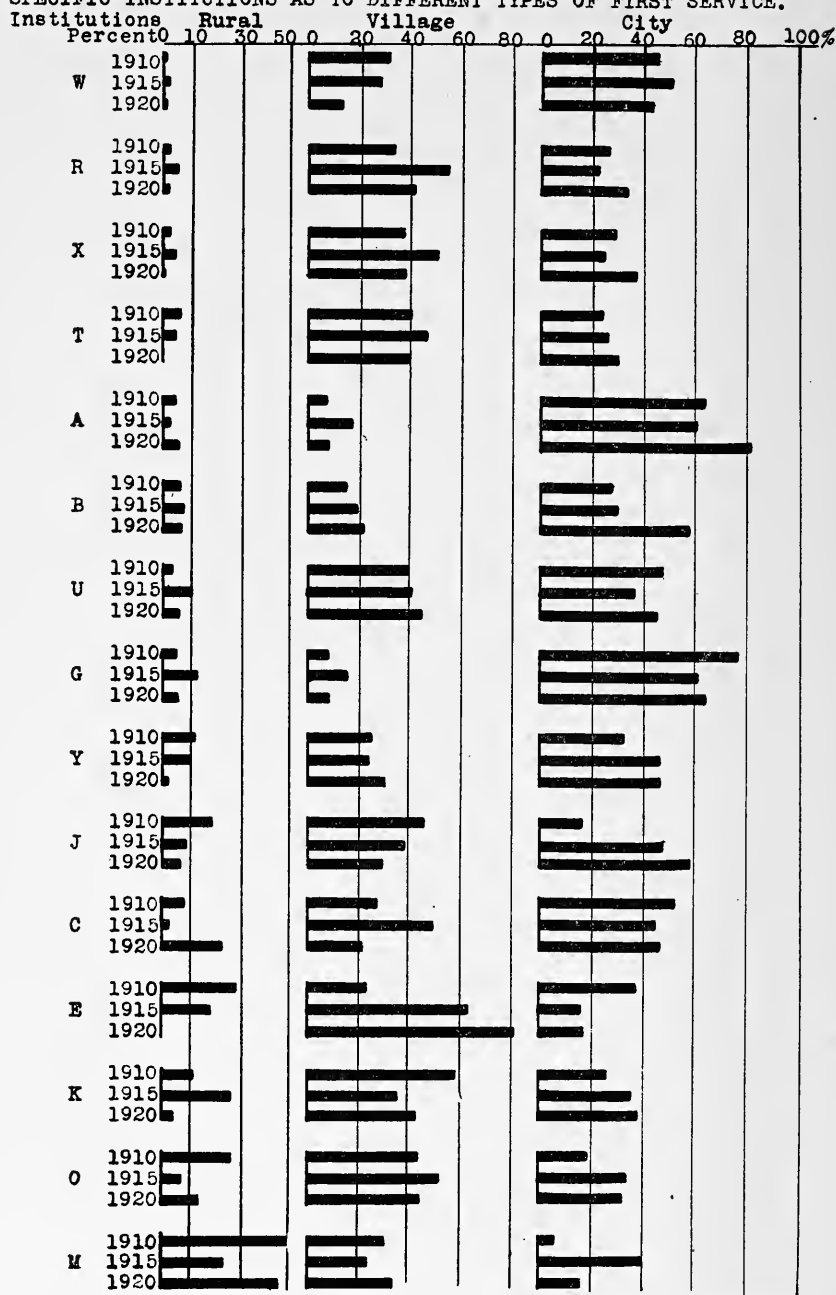 SPECIFIC INSTITUTIONS AS TO DIFFERENT TYPES OF FIRST SERVICE.
Institutions Rural Village City
Percent 0 10 30 50 0 20 40 60 80 0 20 40 60 80 100%
1910
W 1915
1920
1910
R 1915
1920
1910
X 1915
1920
1910
T 1915
1920
1910
A 1915
1920
1910
B 1915
1920
1910
U 1915
1920
1910
G 1915
1920
1910
Y 1915
1920
1910
J 1915
1920
1910
C 1915
1920
1910
E 1915
1920
1910
K 1915
1920
1910
O 1915
1920
1910
M 1915
1920